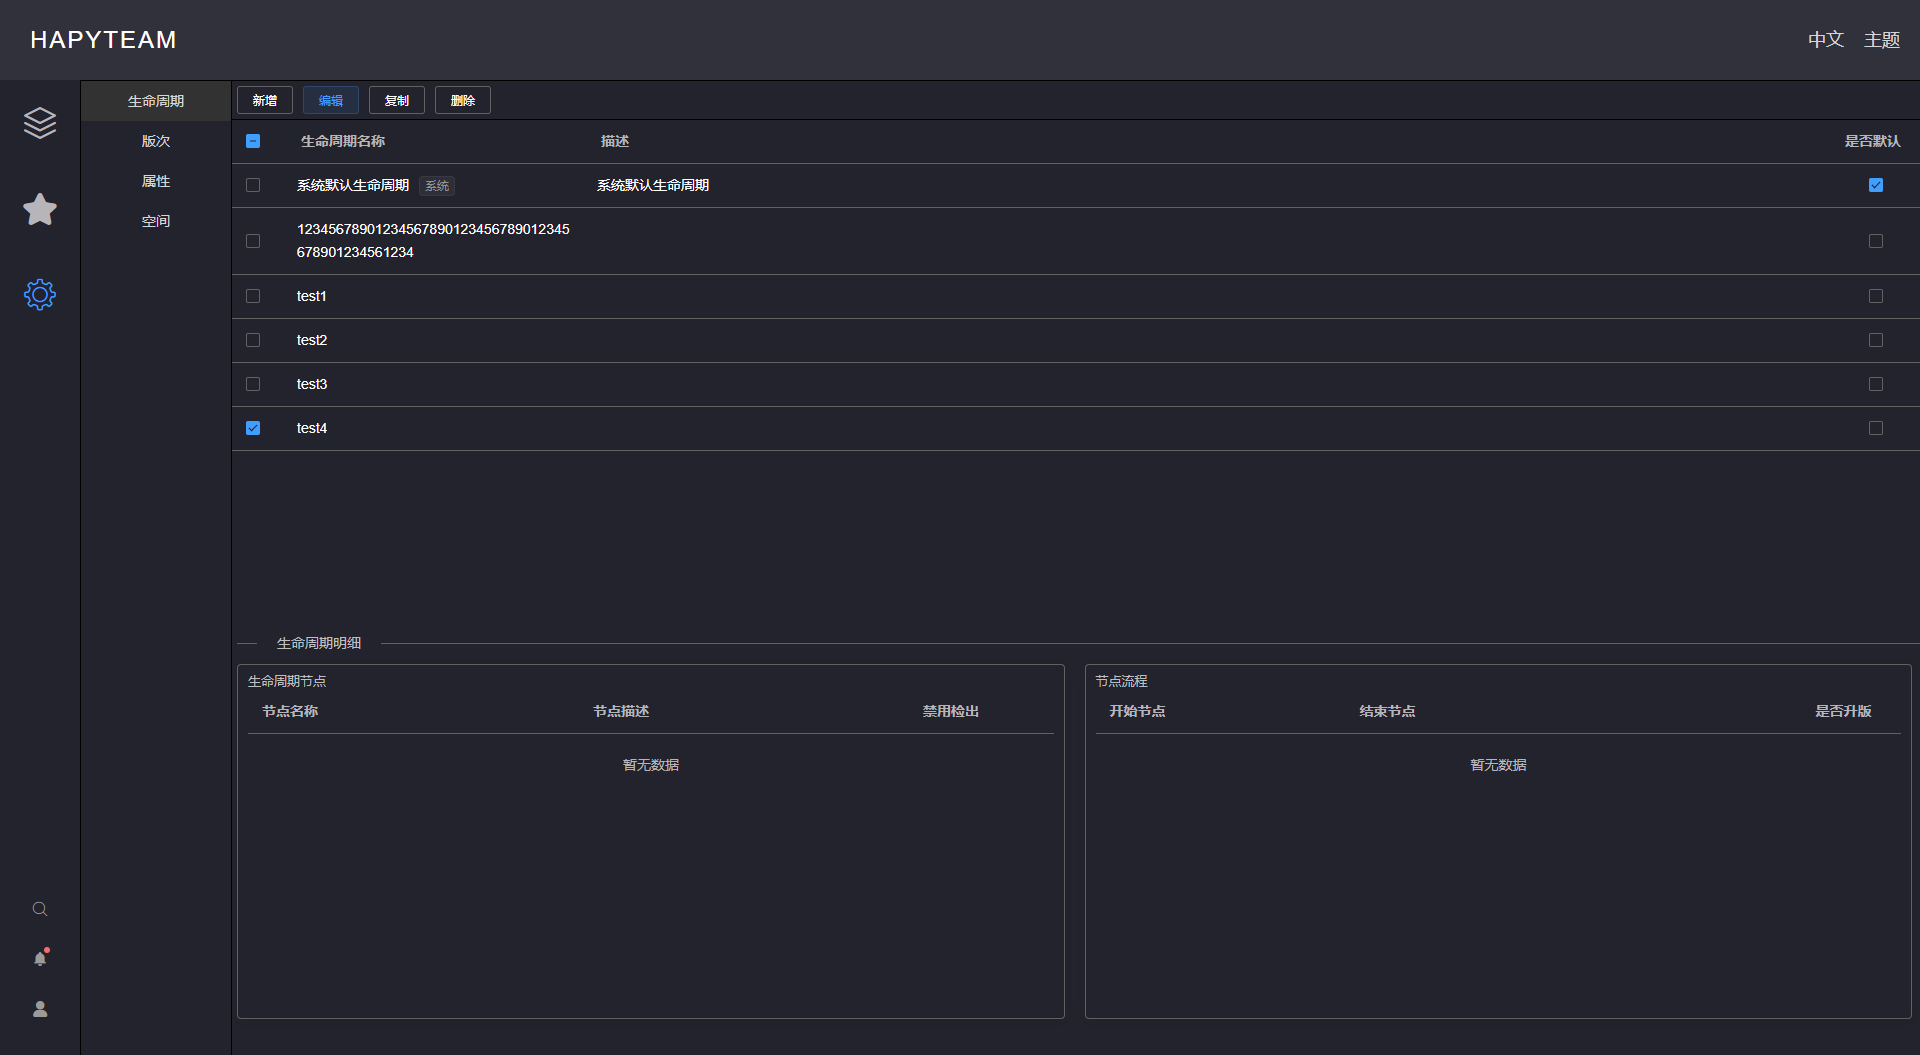 HAPYTEAM
中文 主题
生命周期
版次
属性
空间
新增 编辑 复制 删除
生命周期名称 描述 是否默认
系统默认生命周期 系统 系统默认生命周期
1234567890123456789012345678901234​5
678901234561234
test1
test2
test3
test4
生命周期明细
生命周期节点
节点名称 节点描述 禁用检出
暂无数据
节点流程
开始节点 结束节点 是否升版
暂无数据